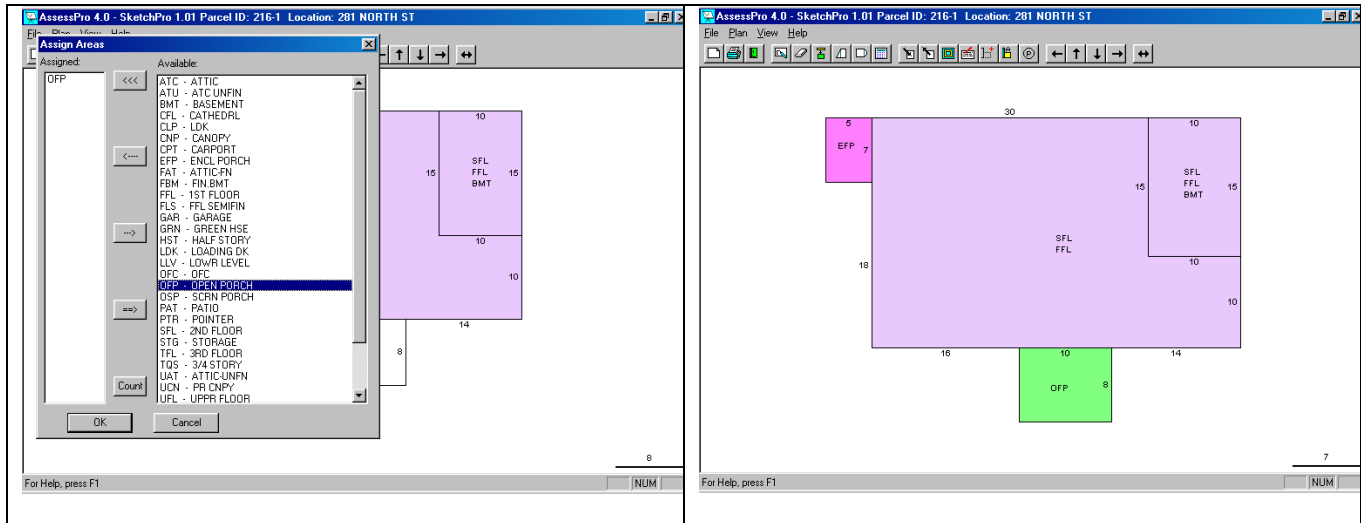 AssessPro 4.0 - SketchPro 1.01 Parcel ID: 216-1 Location: 281 NORTH ST
File Plan View Help
Assign Areas
Assigned:
OFP
<<<
<----
--->
==>
Count
Available:
ATC - ATTIC
ATU - ATC UNFIN
BMT - BASEMENT
CFL - CATHEDRL
CLP - LDK
CNP - CANOPY
CPT - CARPORT
EFP - ENCL PORCH
FAT - ATTIC-FN
FBM - FIN.BMT
FFL - 1ST FLOOR
FLS - FFL SEMIFIN
GAR - GARAGE
GRN - GREEN HSE
HST - HALF STORY
LDK - LOADING DK
LLV - LOWR LEVEL
OFC - OFC
OFP - OPEN PORCH
OSP - SCRN PORCH
PAT - PATIO
PTR - POINTER
SFL - 2ND FLOOR
STG - STORAGE
TFL - 3RD FLOOR
TQS - 3/4 STORY
UAT - ATTIC-UNFN
UCN - PR CNPY
UFL - UPPR FLOOR
OK
Cancel
10
SFL
15 FFL 15
BMT
10
10
14
8
8
For Help, press F1
NUM
AssessPro 4.0 - SketchPro 1.01 Parcel ID: 216-1 Location: 281 NORTH ST
File Plan View Help
30
5
EFP 7
10
SFL
15 FFL 15
BMT
SFL
FFL
18
10
10
16 10 14
OFP 8
7
For Help, press F1
NUM